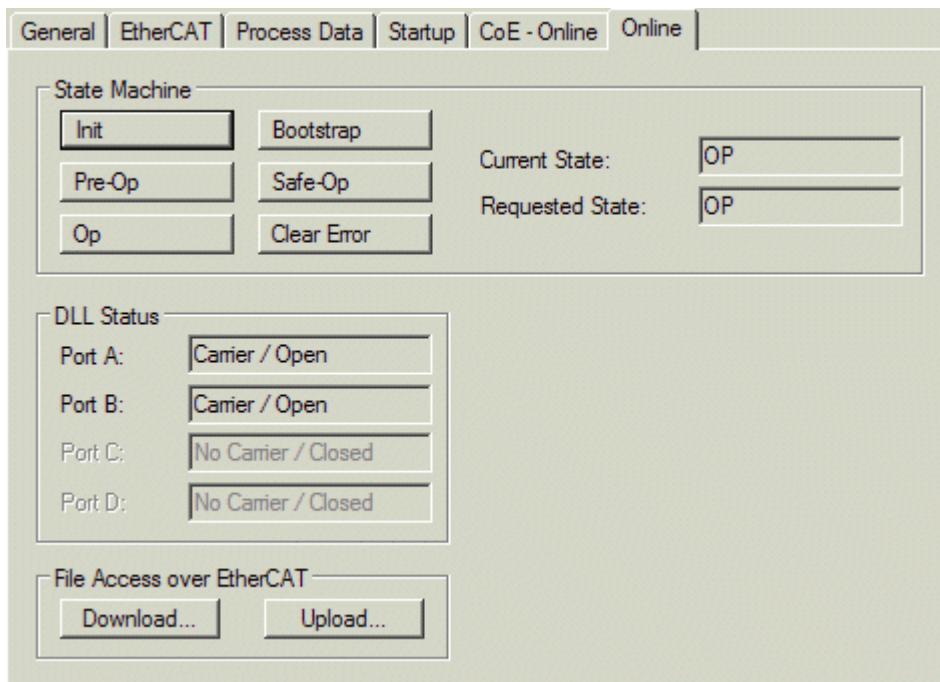 General EtherCAT Process Data Startup CoE - Online Online
State Machine
Init Bootstrap
Current State: OP
Pre-Op Safe-Op
Requested State: OP
Op Clear Error
DLL Status
Port A: Carrier / Open
Port B: Carrier / Open
Port C: No Carrier / Closed
Port D: No Carrier / Closed
File Access over EtherCAT
Download... Upload...